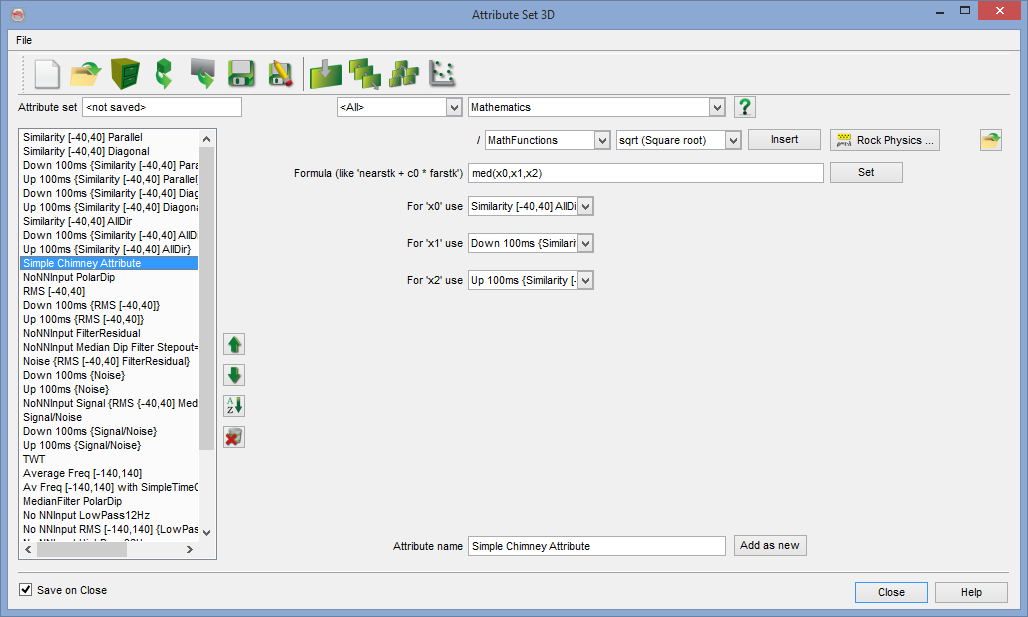 Attribute Set 3D
File
Attribute set <not saved> <All> Mathematics ?
/ MathFunctions sqrt (Square root) Insert Rock Physics ...
Formula (like 'nearstk + c0 * farstk') med(x0,x1,x2) Set
For 'x0' use Similarity [-40,40] AllDi
For 'x1' use Down 100ms {Similari
For 'x2' use Up 100ms {Similarity [-
Similarity [-40,40] Parallel
Similarity [-40,40] Diagonal
Down 100ms {Similarity [-40,40] Para
Up 100ms {Similarity [-40,40] Parallel
Down 100ms {Similarity [-40,40] Diag
Up 100ms {Similarity [-40,40] Diagona
Similarity [-40,40] AllDir
Down 100ms {Similarity [-40,40] AllD
Up 100ms {Similarity [-40,40] AllDir}
Simple Chimney Attribute
NoNNInput PolarDip
RMS [-40,40]
Down 100ms {RMS [-40,40]}
Up 100ms {RMS [-40,40]}
NoNNInput FilterResidual
NoNNInput Median Dip Filter Stepout=
Noise {RMS [-40,40] FilterResidual}
Down 100ms {Noise}
Up 100ms {Noise}
NoNNInput Signal {RMS {-40,40] Med
Signal/Noise
Down 100ms {Signal/Noise}
Up 100ms {Signal/Noise}
TWT
Average Freq [-140,140]
Av Freq [-140,140] with SimpleTimeG
MedianFilter PolarDip
No NNInput LowPass12Hz
No NNInput RMS [-140,140] {LowPas
A
Z
Attribute name Simple Chimney Attribute Add as new
Save on Close
Close Help